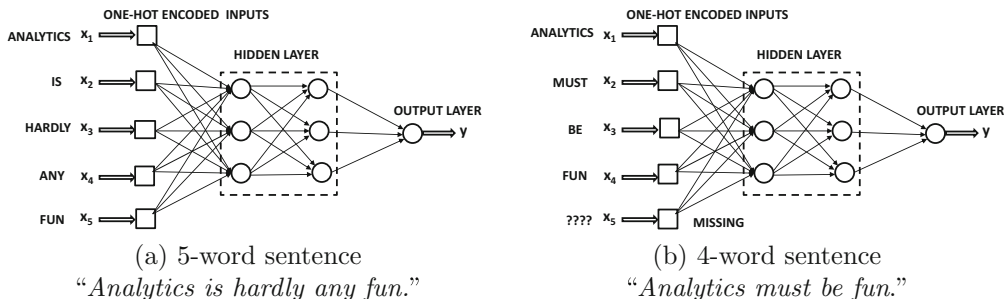 ONE-HOT ENCODED INPUTS
ANALYTICS x1
HIDDEN LAYER
IS x2
OUTPUT LAYER
HARDLY x3
y
ANY x4
FUN x5
(a) 5-word sentence
“Analytics is hardly any fun.”
ONE-HOT ENCODED INPUTS
ANALYTICS x1
HIDDEN LAYER
MUST x2
OUTPUT LAYER
BE x3
y
FUN x4
???? x5 MISSING
(b) 4-word sentence
“Analytics must be fun.”